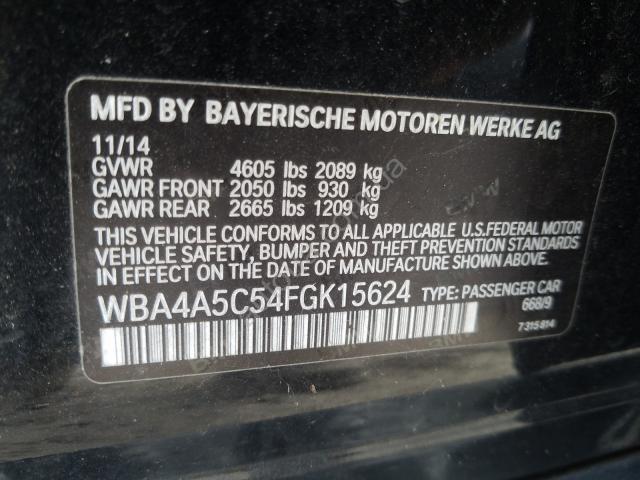 MFD BY BAYERISCHE MOTOREN WERKE AG
11/14
GVWR 4605 lbs 2089 kg
GAWR FRONT 2050 lbs 930 kg
GAWR REAR 2665 lbs 1209 kg
THIS VEHICLE CONFORMS TO ALL APPLICABLE U.S.FEDERAL MOTOR
VEHICLE SAFETY, BUMPER AND THEFT PREVENTION STANDARDS
IN EFFECT ON THE DATE OF MANUFACTURE SHOWN ABOVE.
WBA4A5C54FGK15624 TYPE: PASSENGER CAR
668/9
7315814